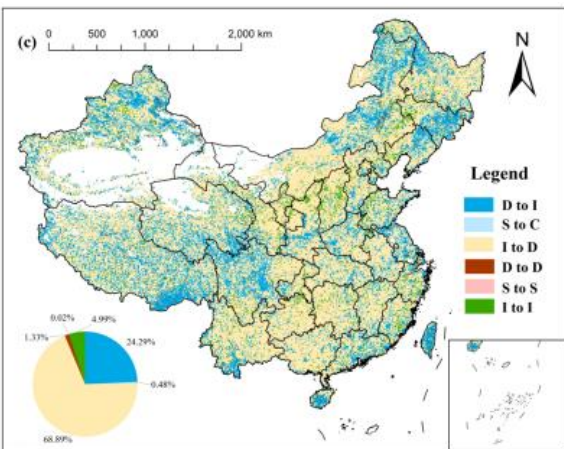 (c)
0 500 1,000 2,000 km
N
Legend
D to I
S to C
I to D
D to D
S to S
I to I
0.02%
4.99%
1.33%
24.29%
0.48%
68.89%